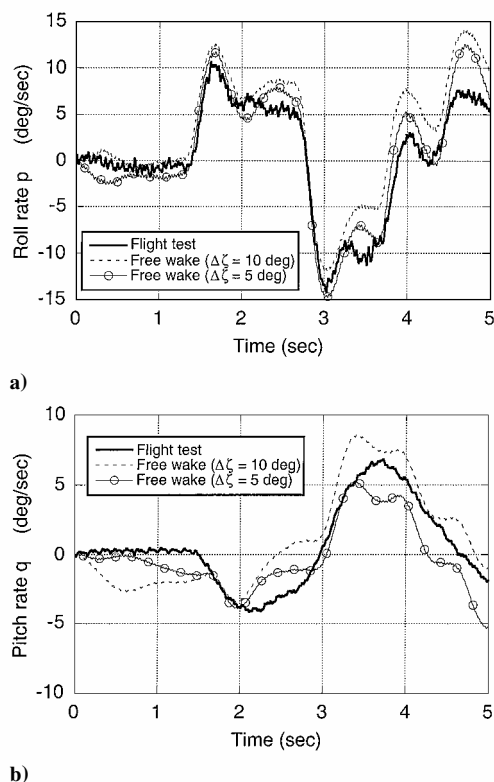 15
10
5
0
-5
-10
-15
Roll rate p (deg/sec)
Flight test
Free wake (Δζ = 10 deg)
Free wake (Δζ = 5 deg)
0 1 2 3 4 5
Time (sec)
a)
10
5
0
-5
-10
Pitch rate q (deg/sec)
Flight test
Free wake (Δζ = 10 deg)
Free wake (Δζ = 5 deg)
0 1 2 3 4 5
Time (sec)
b)